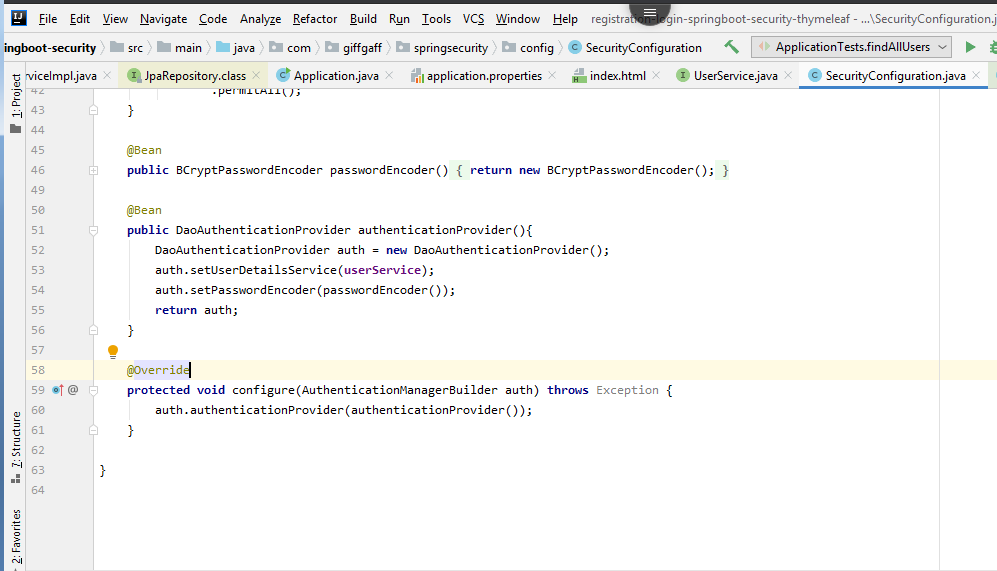 File Edit View Navigate Code Analyze Refactor Build Run Tools VCS Window Help registration-login-springboot-security-thymeleaf - ...\SecurityConfiguration.j
ingboot-security src main java com giffgaff springsecurity config SecurityConfiguration ApplicationTests.findAllUsers
rviceImpl.java JpaRepository.class Application.java application.properties index.html UserService.java SecurityConfiguration.java
1: Project
7: Structure
2: Favorites
42 .permitAll();
43 }
44
45 @Bean
46 public BCryptPasswordEncoder passwordEncoder() { return new BCryptPasswordEncoder(); }
49
50 @Bean
51 public DaoAuthenticationProvider authenticationProvider(){
52 DaoAuthenticationProvider auth = new DaoAuthenticationProvider();
53 auth.setUserDetailsService(userService);
54 auth.setPasswordEncoder(passwordEncoder());
55 return auth;
56 }
57
58 @Override
59 @ protected void configure(AuthenticationManagerBuilder auth) throws Exception {
60 auth.authenticationProvider(authenticationProvider());
61 }
62
63 }
64